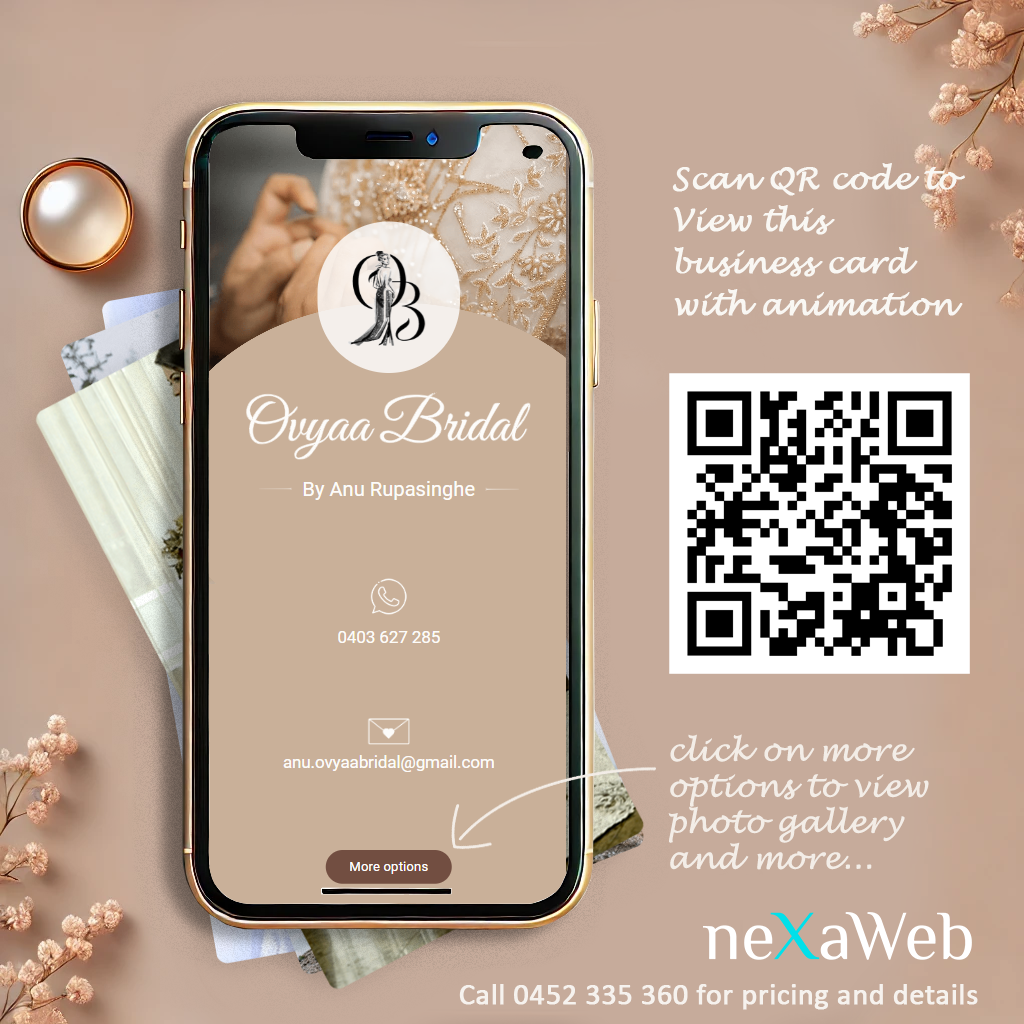 Scan QR code to
View this
business card
with animation
OB
Ovyaa Bridal
By Anu Rupasinghe
0403 627 285
anu.ovyaabridal@gmail.com
More options
click on more
options to view
photo gallery
and more...
neXaWeb
Call 0452 335 360 for pricing and details